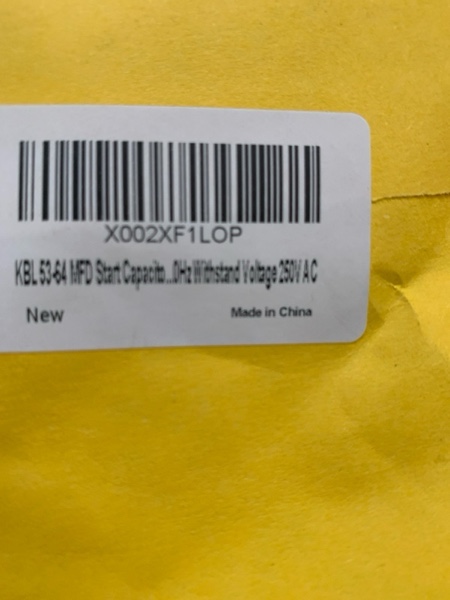 X002XF1LOP
KBL 53-64 MFD Start Capacito...0Hz Withstand Voltage 250V AC
New
Made in China